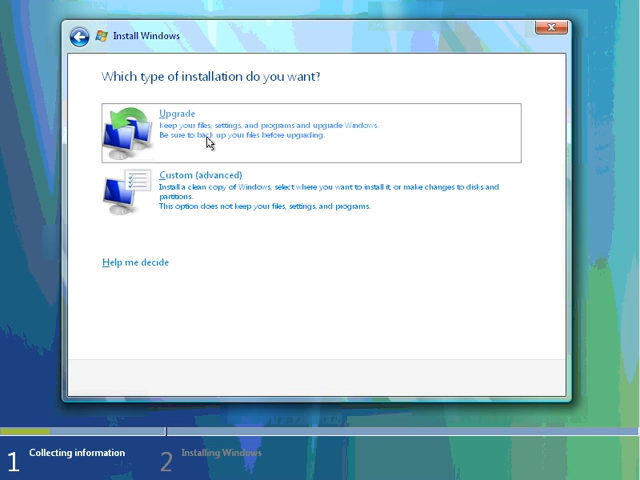 Install Windows
Which type of installation do you want?
Upgrade
Keep your files, settings, and programs and upgrade Windows.
Be sure to back up your files before upgrading.
Custom (advanced)
Install a clean copy of Windows, select where you want to install it, or make changes to disks and
partitions.
This option does not keep your files, settings, and programs.
Help me decide
1 Collecting information
2 Installing Windows